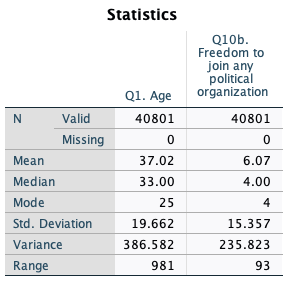 Statistics
Q1. Age
Q10b.
Freedom to
join any
political
organization
N Valid 40801 40801
Missing 0 0
Mean 37.02 6.07
Median 33.00 4.00
Mode 25 4
Std. Deviation 19.662 15.357
Variance 386.582 235.823
Range 981 93